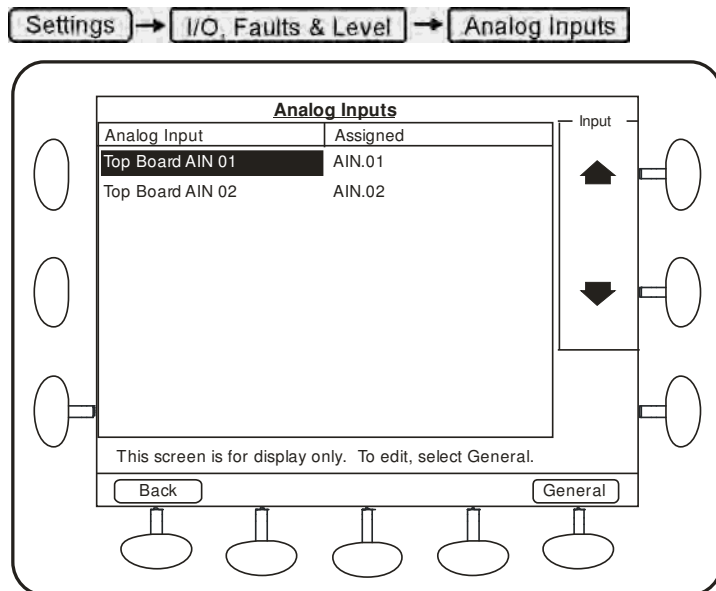 Settings → I/O, Faults & Level → Analog Inputs
Analog Inputs
Input
Analog Input Assigned
Top Board AIN 01 AIN.01
Top Board AIN 02 AIN.02
This screen is for display only. To edit, select General.
Back General